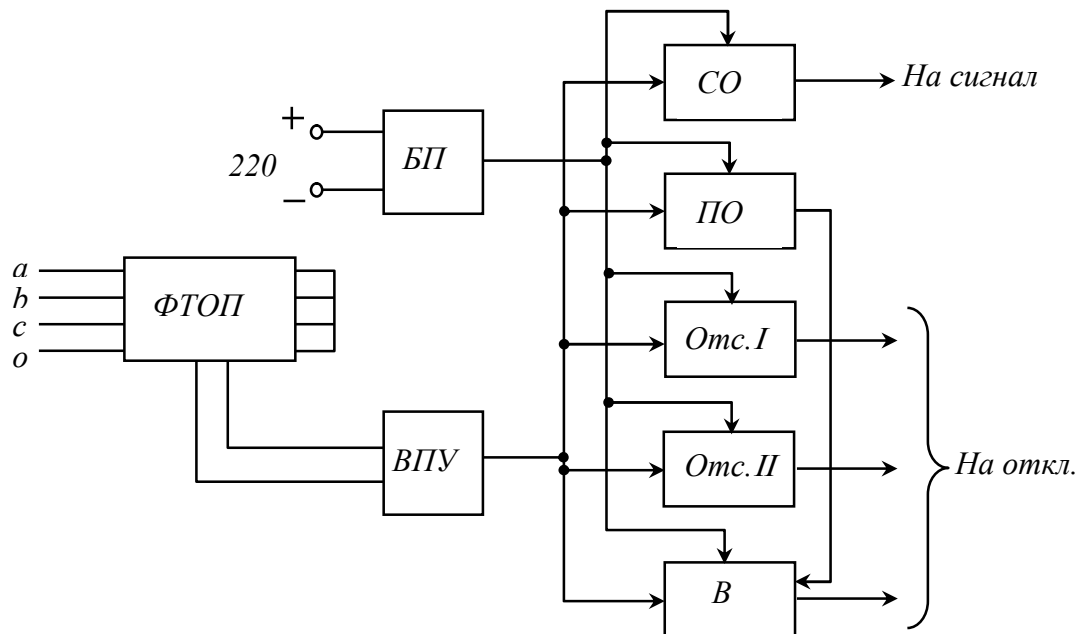 СО
На сигнал
+
220
−
БП
ПО
a
b
c
o
ФТОП
Отс. I
ВПУ
Отс. II
На откл.
В